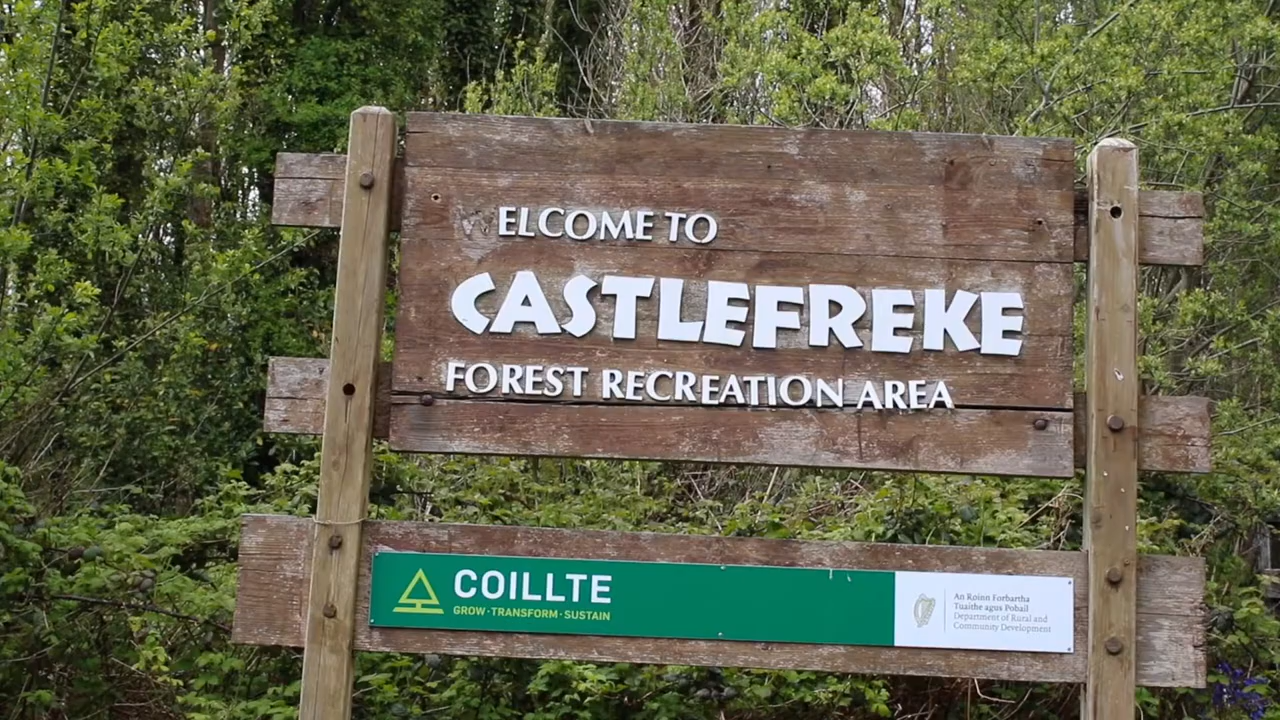 WELCOME TO
CASTLEFREKE
FOREST RECREATION AREA
COILLTE
GROW · TRANSFORM · SUSTAIN
An Roinn Forbartha
Tuaithe agus Pobail
Department of Rural and
Community Development